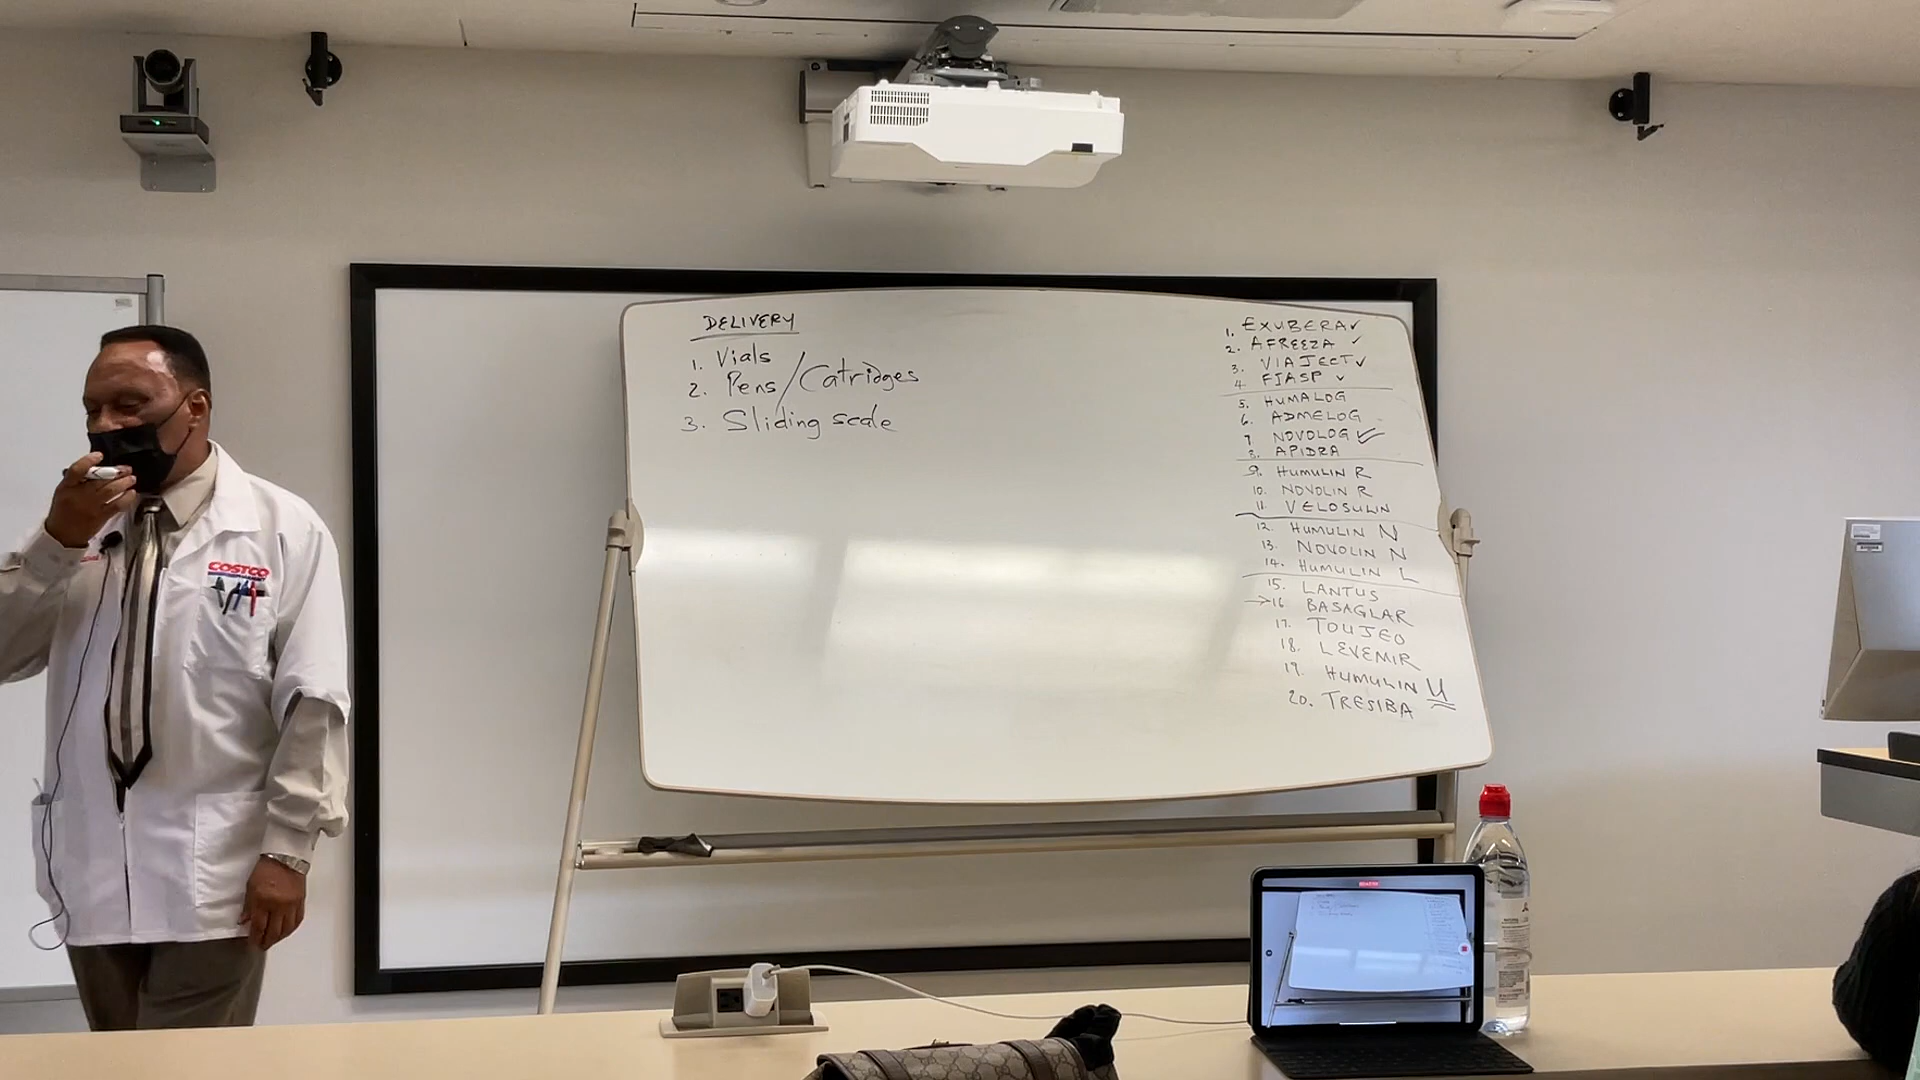 DELIVERY
1. Vials
2. Pens/Catridges
3. Sliding scale
1. EXUBERA ✓
2. AFREEZA ✓
3. VIAJECT ✓
4. FIASP ✓
5. HUMALOG
6. ADMELOG
7 NOVOLOG ✓
8. APIDRA
9. HUMULIN R
10. NOVOLIN R
11. VELOSULIN
12. HUMULIN N
13. NOVOLIN N
14. HUMULIN L
15. LANTUS
→16 BASAGLAR
17. TOUJEO
18. LEVEMIR
19. HUMULIN U
20. TRESIBA
COSTCO